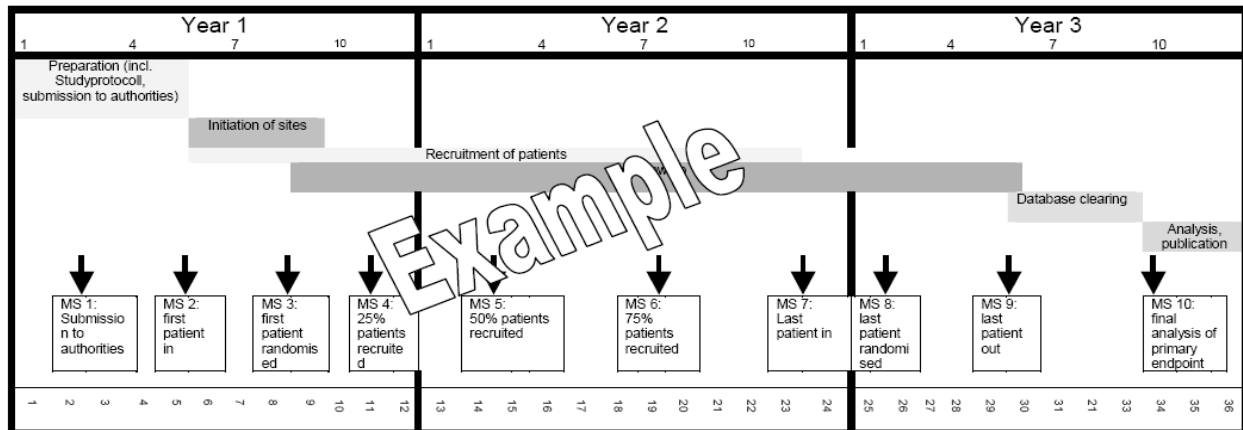 Year 1 Year 2 Year 3
1 4 7 10 1 4 7 10 1 4 7 10
Preparation (incl.
Studyprotocoll,
submission to authorities)
Initiation of sites
Recruitment of patients
Database clearing
Analysis,
publication
Example
MS 1:
Submissio
n to
authorities
MS 2:
first
patient
in
MS 3:
first
patient
randomis
ed
MS 4:
25%
patients
recruite
d
MS 5:
50% patients
recruited
MS 6:
75%
patients
recruited
MS 7:
Last
patient in
MS 8:
last
patient
randomi
sed
MS 9:
last
patient
out
MS 10:
final
analysis of
primary
endpoint
1 2 3 4 5 6 7 8 9 10 11 12 13 14 15 16 17 18 19 20 21 22 23 24 25 26 27 28 29 30 31 32 33 34 35 36